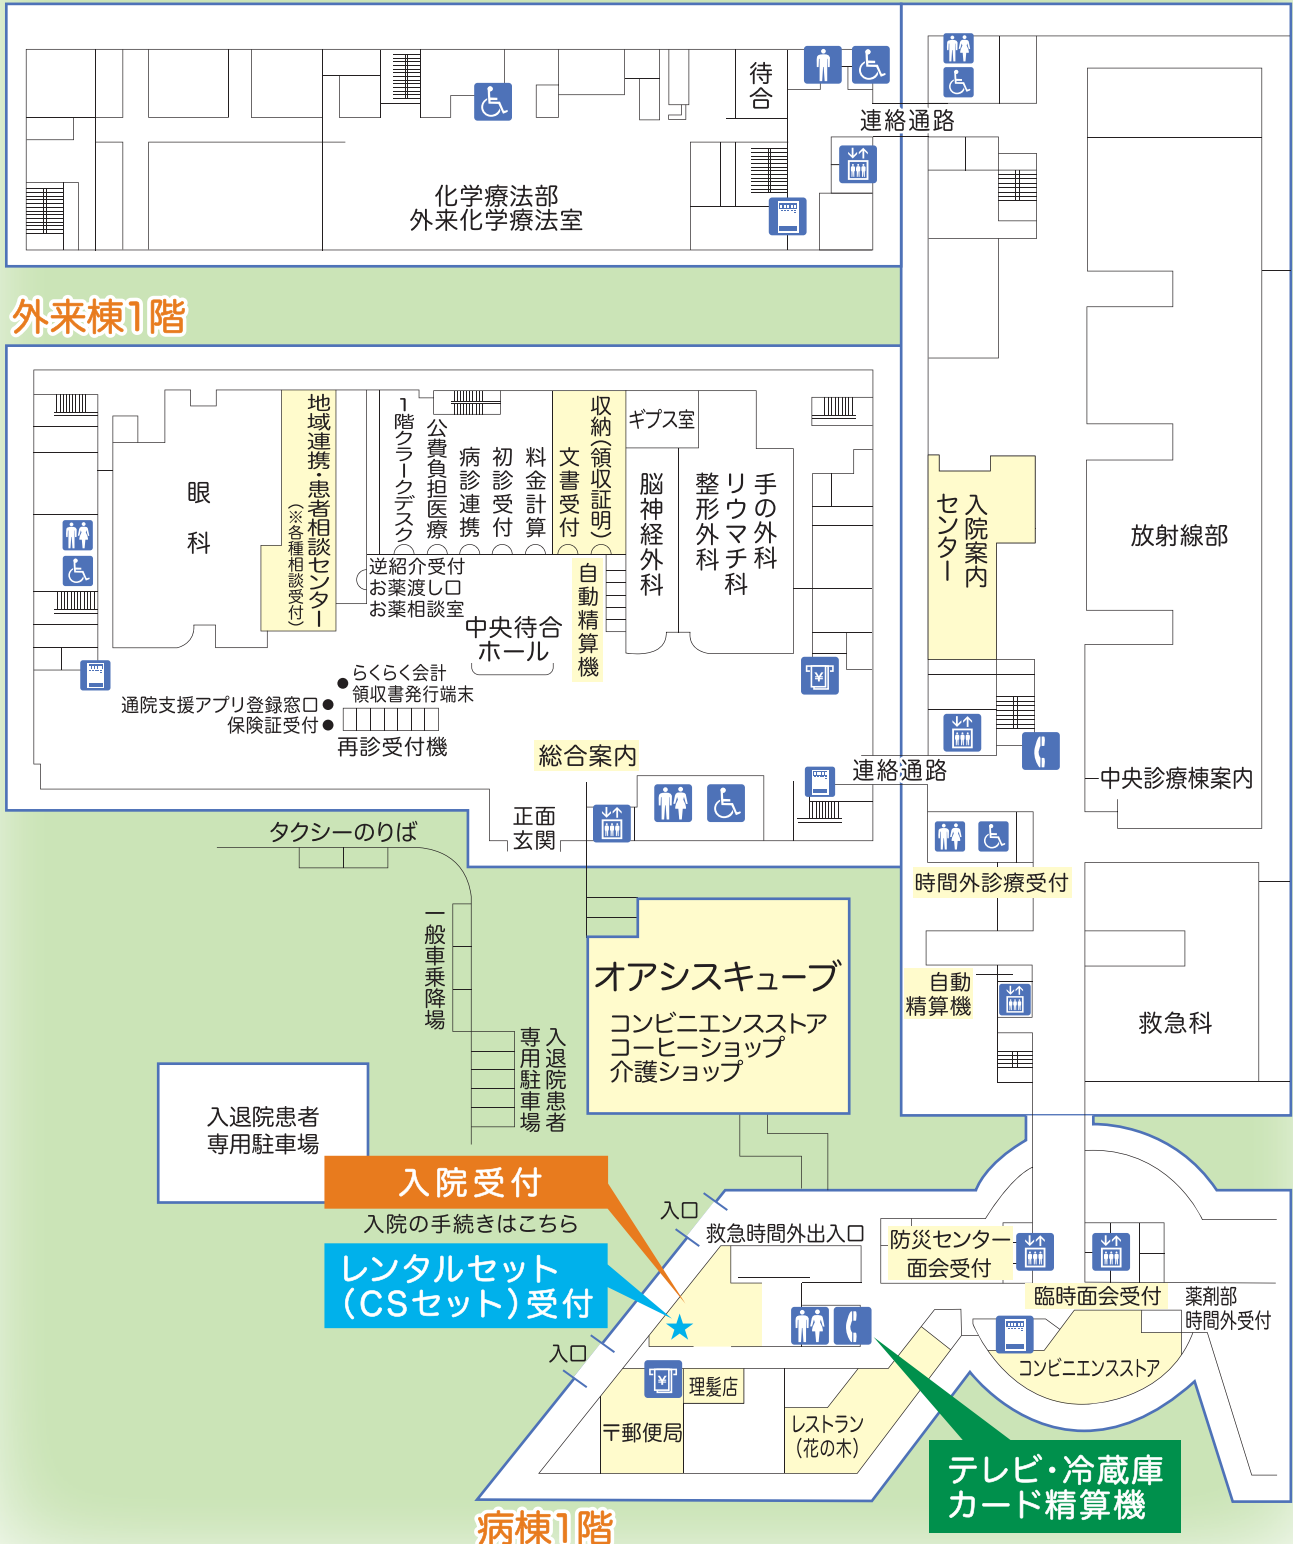 待合
連絡通路
化学療法部
外来化学療法室
外来棟1階
地域連携・患者相談センター
(※各種相談受付)
1階クラークデスク
公費負担医療
病診連携
初診受付
料金計算
文書受付
収納(領収証明)
ギプス室
眼科
脳神経外科
整形外科
リウマチ科
手の外科
入院案内
センター
放射線部
逆紹介受付
お薬渡し口
お薬相談室
自動精算機
中央待合
ホール
らくらく会計
領収書発行端末
通院支援アプリ登録窓口
保険証受付
再診受付機
総合案内
連絡通路
中央診療棟案内
正面
玄関
タクシーのりば
時間外診療受付
一般車乗降場
オアシスキューブ
コンビニエンスストア
コーヒーショップ
介護ショップ
自動
精算機
救急科
入退院患者
専用駐車場
入退院患者
専用駐車場
入院受付
入院の手続きはこちら
レンタルセット
(CSセット)受付
入口
救急時間外出入口
防災センター
面会受付
臨時面会受付
薬剤部
時間外受付
入口
コンビニエンスストア
理髪店
〒郵便局
レストラン
(花の木)
テレビ・冷蔵庫
カード精算機
病棟1階
¥
¥